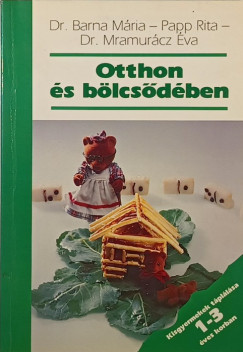 Dr. Barna Mária – Papp Rita –
Dr. Mramurácz Éva
Otthon
és bölcsődében
Kisgyermekek táplálása
1-3
éves korban